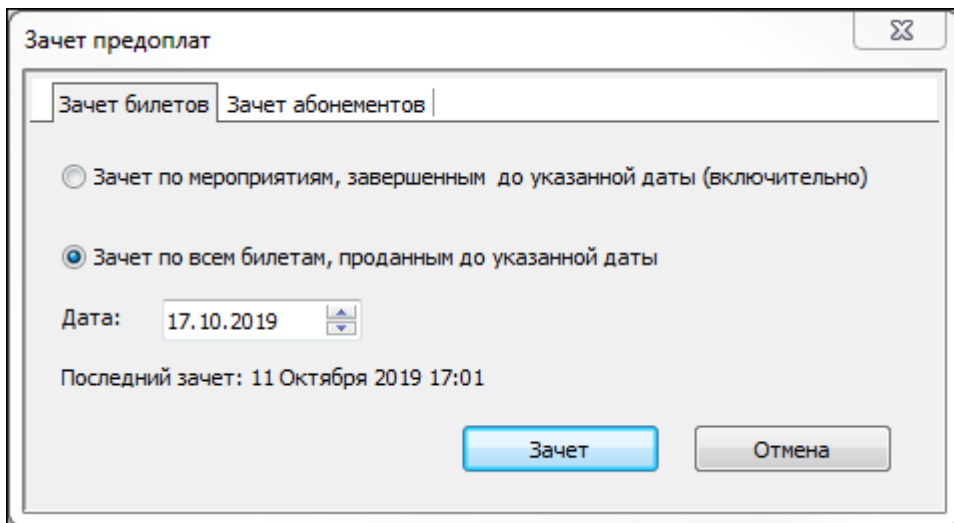 Зачет предоплат
Зачет билетов Зачет абонементов
Зачет по мероприятиям, завершенным до указанной даты (включительно)
Зачет по всем билетам, проданным до указанной даты
Дата: 17.10.2019
Последний зачет: 11 Октября 2019 17:01
Зачет Отмена